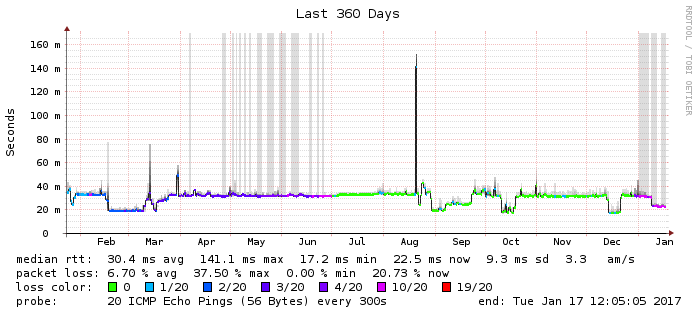 Last 360 Days
RRDTOOL / TOBI OETIKER
Seconds
160 m
140 m
120 m
100 m
80 m
60 m
40 m
20 m
0
Feb Mar Apr May Jun Jul Aug Sep Oct Nov Dec Jan
median rtt: 30.4 ms avg 141.1 ms max 17.2 ms min 22.5 ms now 9.3 ms sd 3.3 am/s
packet loss: 6.70 % avg 37.50 % max 0.00 % min 20.73 % now
loss color: 0 1/20 2/20 3/20 4/20 10/20 19/20
probe: 20 ICMP Echo Pings (56 Bytes) every 300s end: Tue Jan 17 12:05:05 2017